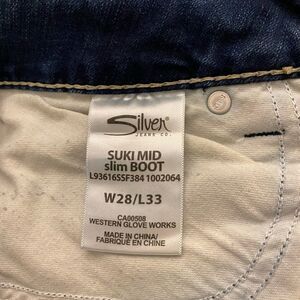 Silver
JEANS CO.
SUKI MID
slim BOOT
L93616SSF384 1002064
W28/L33
CA00508
WESTERN GLOVE WORKS
MADE IN CHINA/
FABRIQUÉ EN CHINE